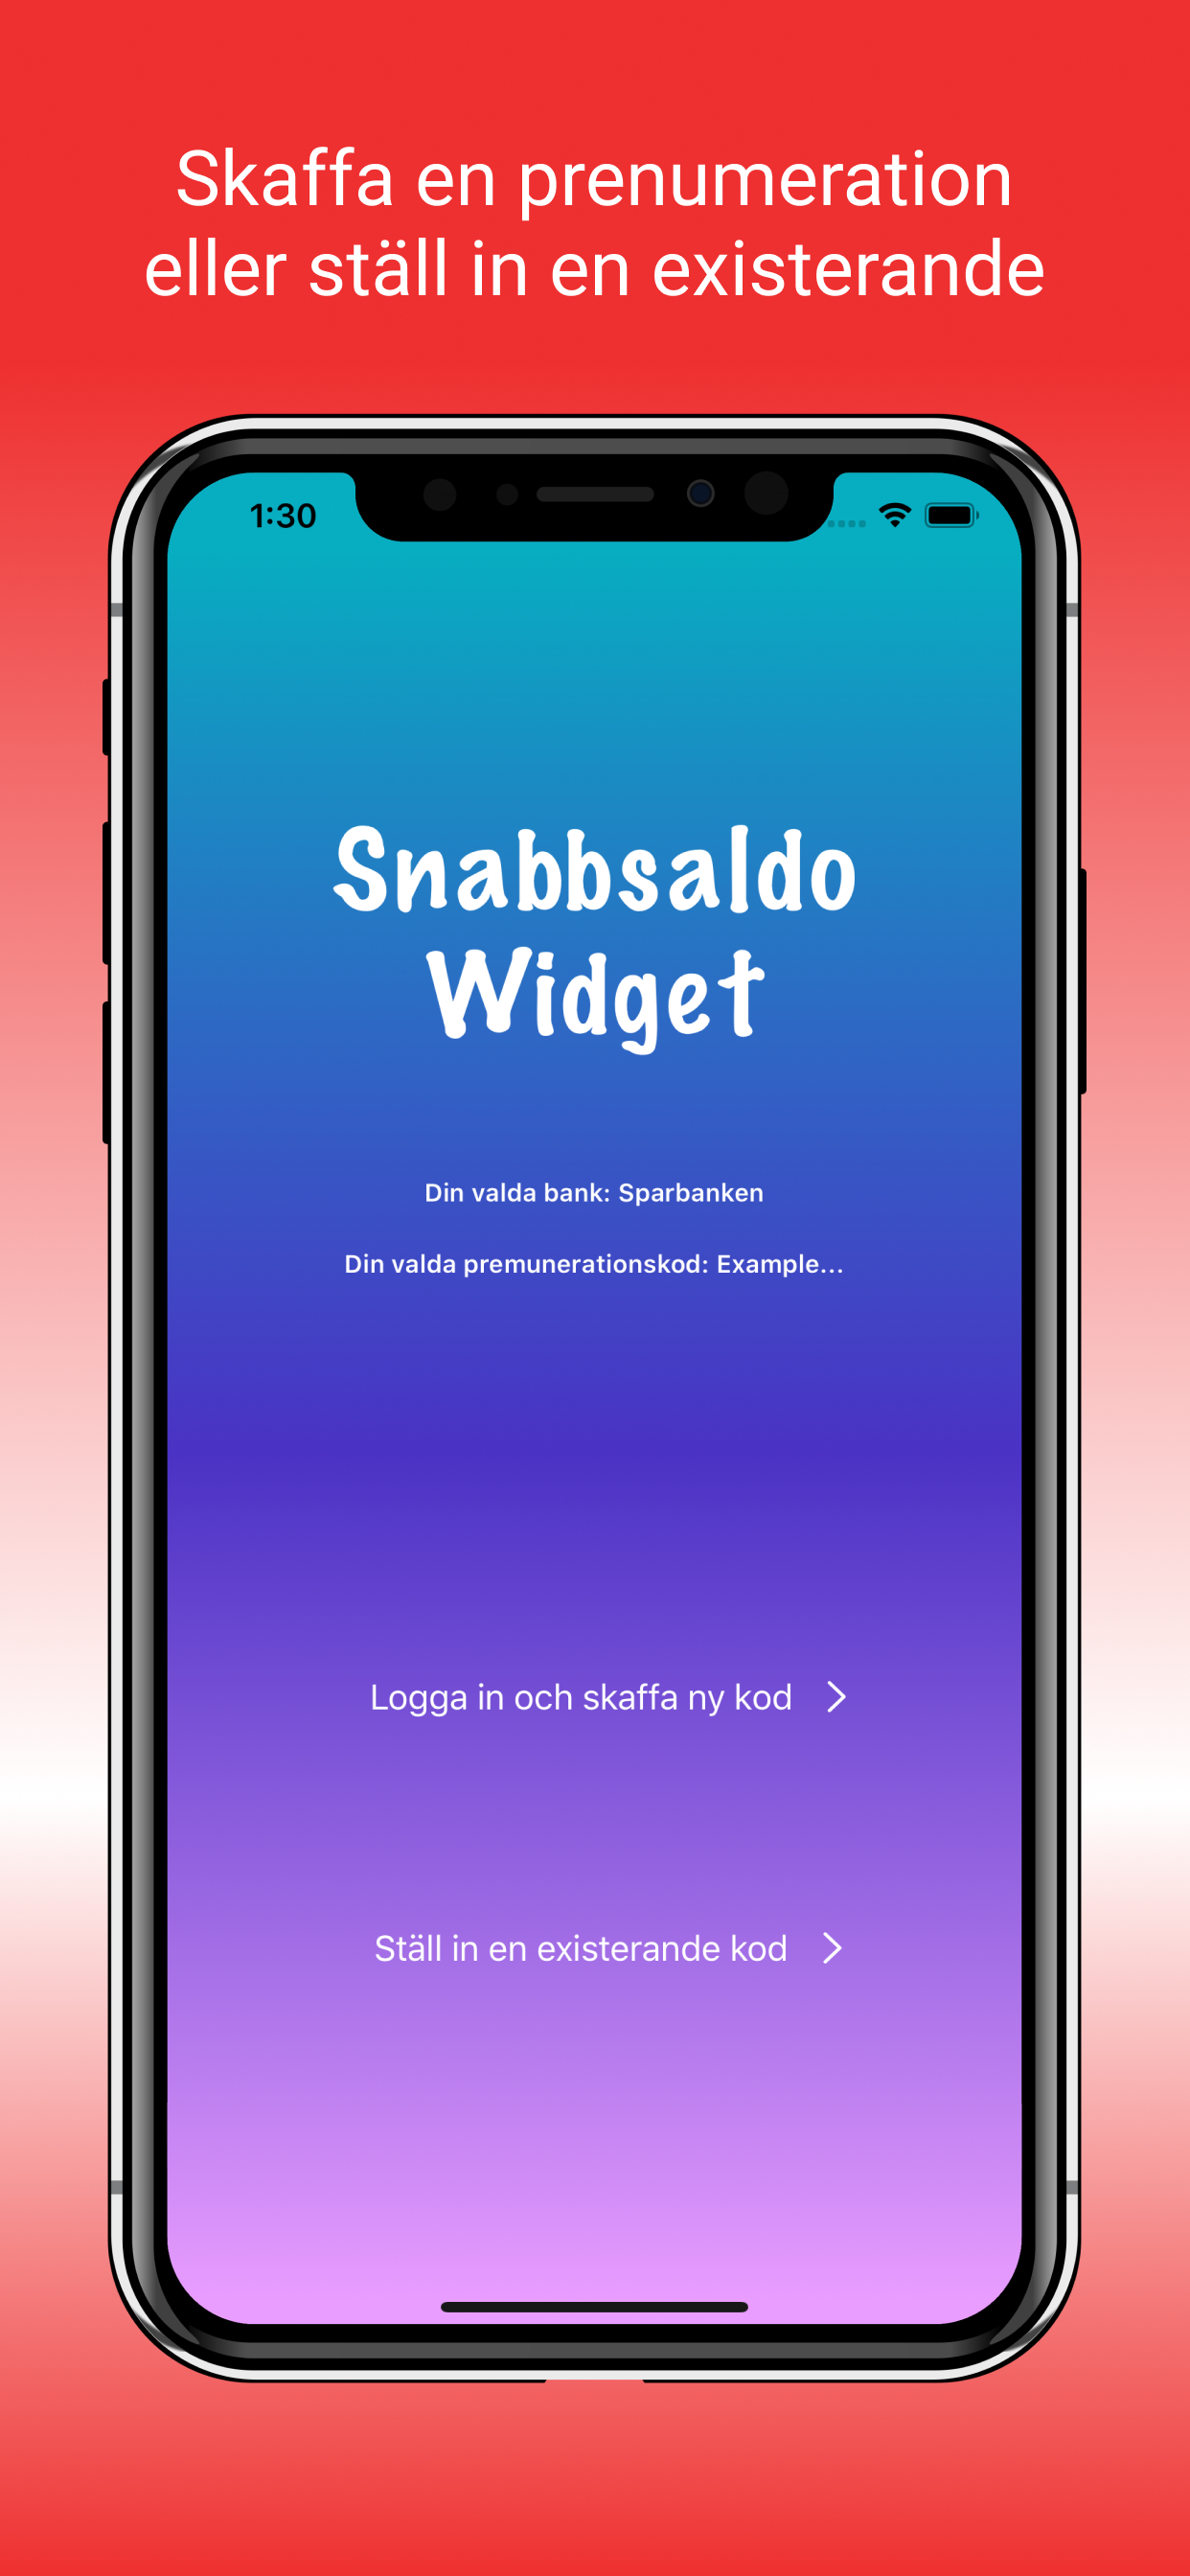 Skaffa en prenumeration
eller ställ in en existerande
1:30
Snabbsaldo
Widget
Din valda bank: Sparbanken
Din valda premunerationskod: Example...
Logga in och skaffa ny kod
Ställ in en existerande kod